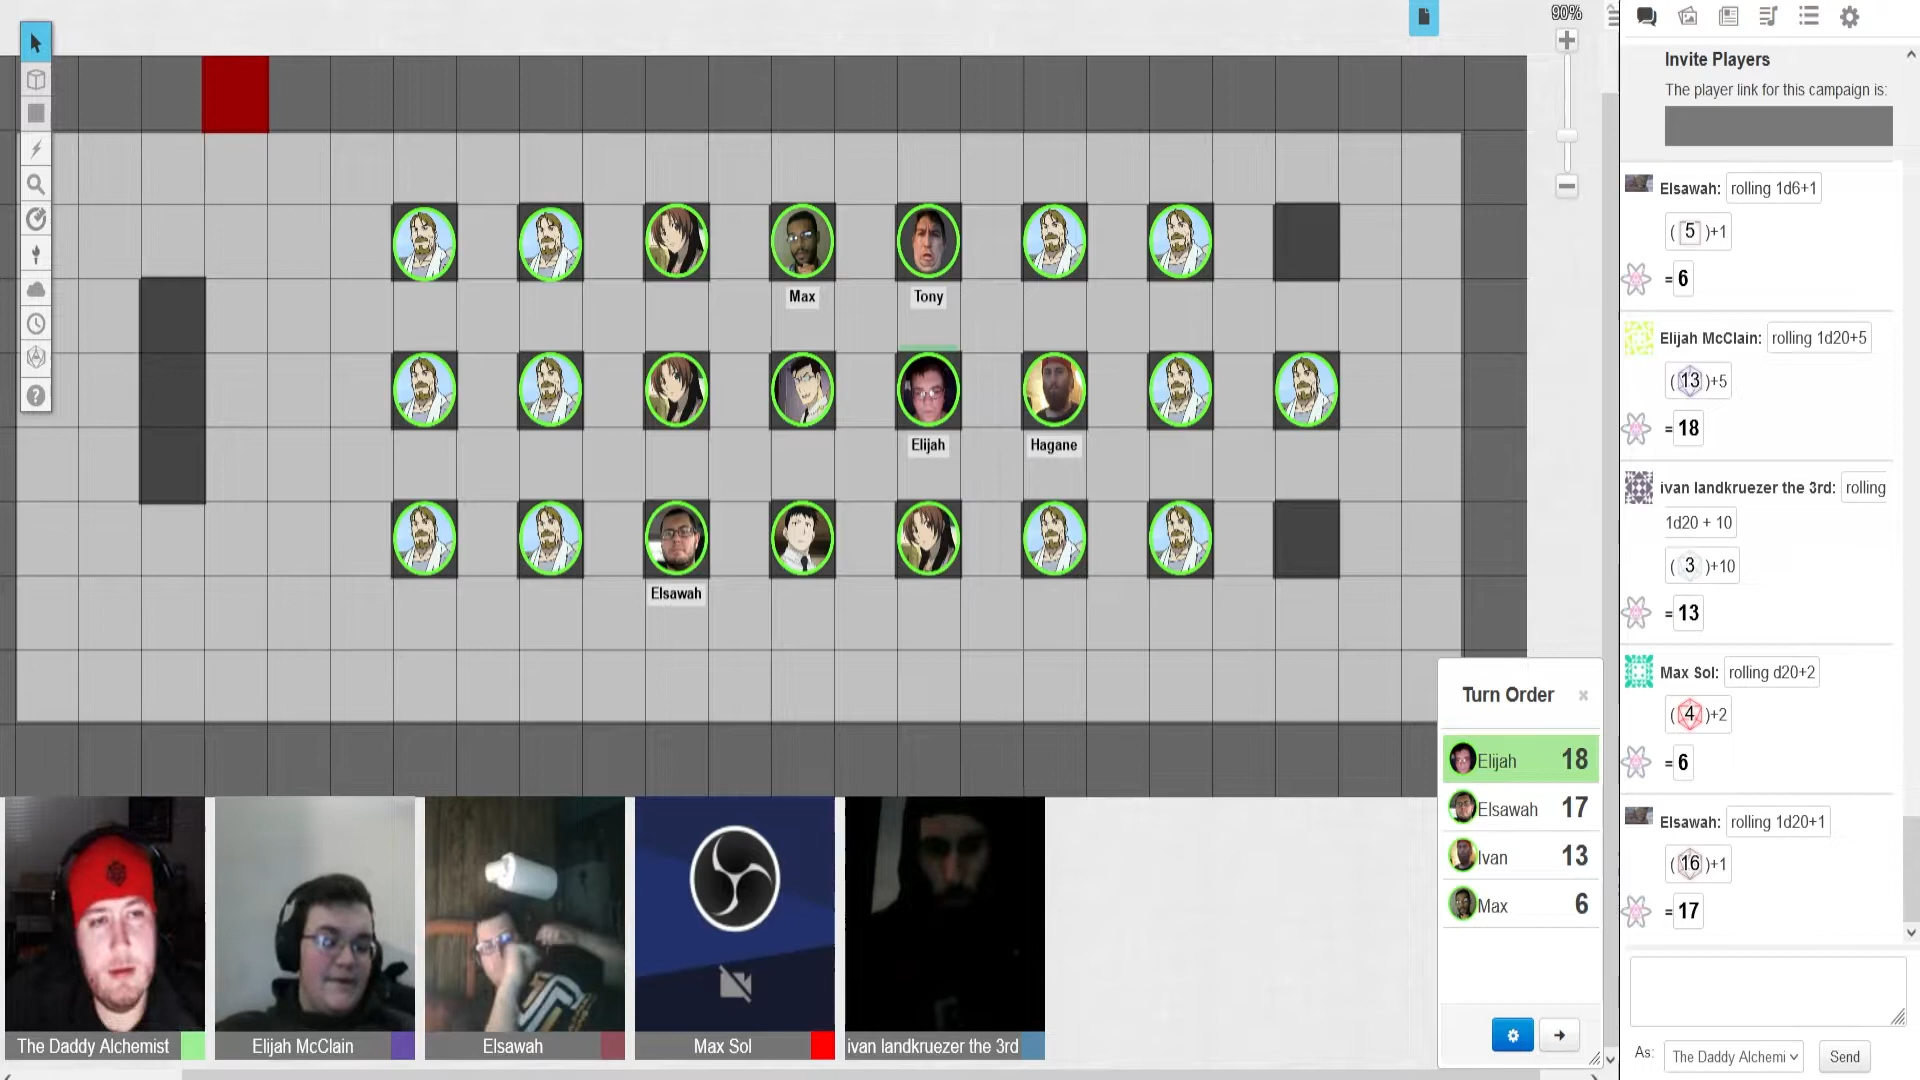 90%
Max
Tony
Elijah
Hagane
Elsawah
Turn Order
Elijah 18
Elsawah 17
Ivan 13
Max 6
The Daddy Alchemist
Elijah McClain
Elsawah
Max Sol
ivan landkruezer the 3rd
Invite Players
The player link for this campaign is:
Elsawah: rolling 1d6+1
(5)+1
=6
Elijah McClain: rolling 1d20+5
(13)+5
=18
ivan landkruezer the 3rd: rolling
1d20 + 10
(3)+10
=13
Max Sol: rolling d20+2
(4)+2
=6
Elsawah: rolling 1d20+1
(16)+1
=17
As: The Daddy Alchemi
Send